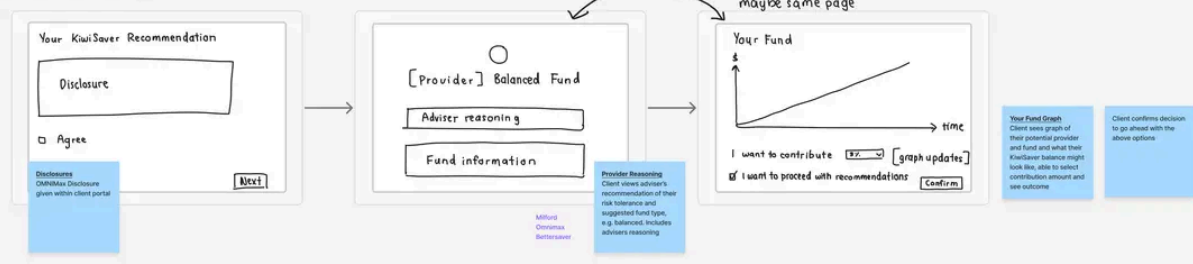 maybe same page
Your KiwiSaver Recommendation
Disclosure
Agree
Next
Disclosures
OMNIMax Disclosure
given within client portal
[Provider] Balanced Fund
Adviser reasoning
Fund information
Milford
Omnimax
Bettersaver
Provider Reasoning
Client views adviser's
recommendation of their
risk tolerance and
suggested fund type,
e.g. balanced. Includes
advisers reasoning
Your Fund
$
time
I want to contribute
[graph updates]
I want to proceed with recommendations
Confirm
Your Fund Graph
Client sees graph of
their potential provider
and fund and what their
KiwiSaver balance might
look like, able to select
contribution amount and
see outcome
Client confirms decision
to go ahead with the
above options